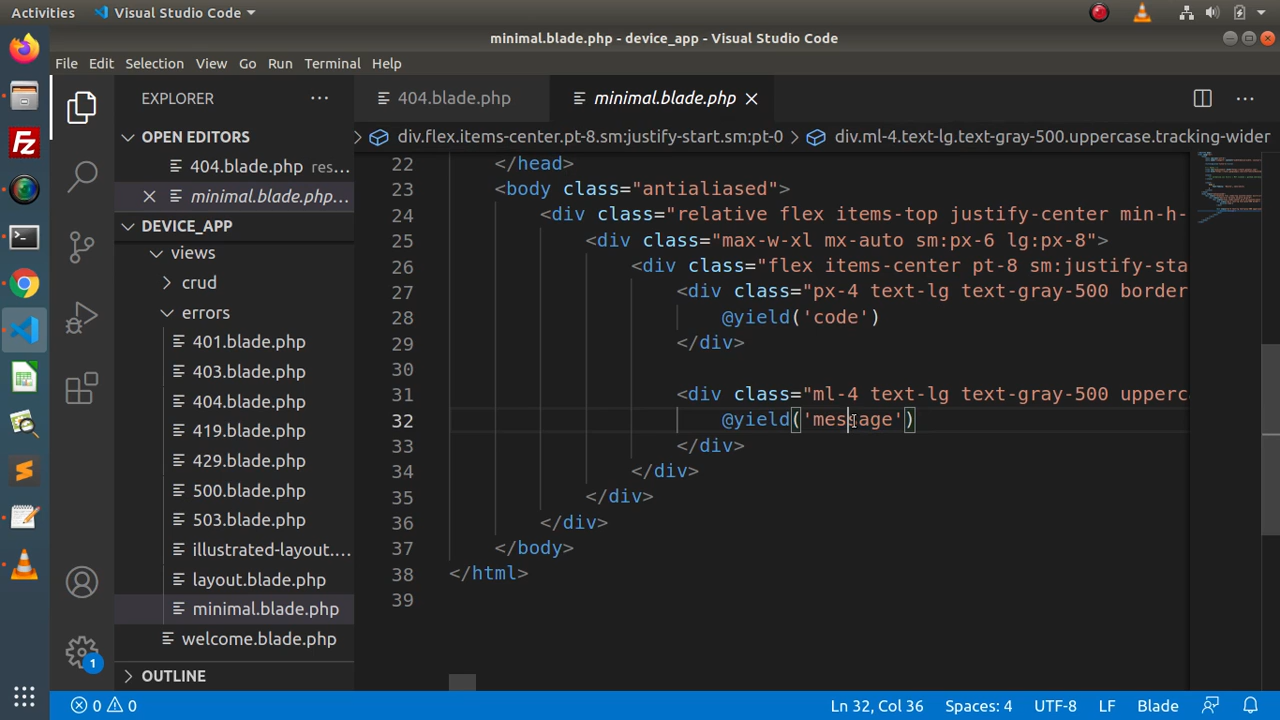 Activities
Visual Studio Code
minimal.blade.php - device_app - Visual Studio Code
File Edit Selection View Go Run Terminal Help
EXPLORER
404.blade.php
minimal.blade.php
OPEN EDITORS
404.blade.php res...
minimal.blade.php...
DEVICE_APP
views
crud
errors
401.blade.php
403.blade.php
404.blade.php
419.blade.php
429.blade.php
500.blade.php
503.blade.php
illustrated-layout....
layout.blade.php
minimal.blade.php
welcome.blade.php
OUTLINE
div.flex.items-center.pt-8.sm:justify-start.sm:pt-0 > div.ml-4.text-lg.text-gray-500.uppercase.tracking-wider
22 </head>
23 <body class="antialiased">
24 <div class="relative flex items-top justify-center min-h-
25 <div class="max-w-xl mx-auto sm:px-6 lg:px-8">
26 <div class="flex items-center pt-8 sm:justify-sta
27 <div class="px-4 text-lg text-gray-500 border
28 @yield('code')
29 </div>
30
31 <div class="ml-4 text-lg text-gray-500 upperc
32 @yield('message')
33 </div>
34 </div>
35 </div>
36 </div>
37 </body>
38 </html>
39
1
0 0
Ln 32, Col 36
Spaces: 4
UTF-8
LF
Blade